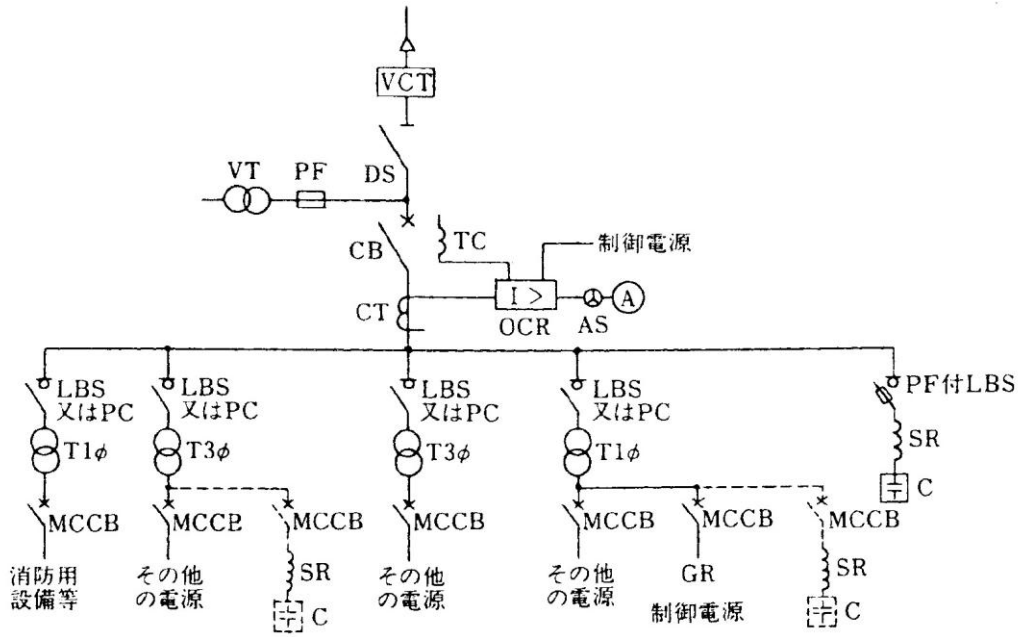 VCT
VT
PF
DS
CB
TC
制御電源
CT
I >
OCR
AS
A
LBS
又はPC
T1φ
MCCB
消防用
設備等
LBS
又はPC
T3φ
MCCB
その他
の電源
MCCB
SR
C
LBS
又はPC
T3φ
MCCB
その他
の電源
LBS
又はPC
T1φ
MCCB
その他
の電源
MCCB
GR
制御電源
MCCB
SR
C
PF付LBS
SR
C